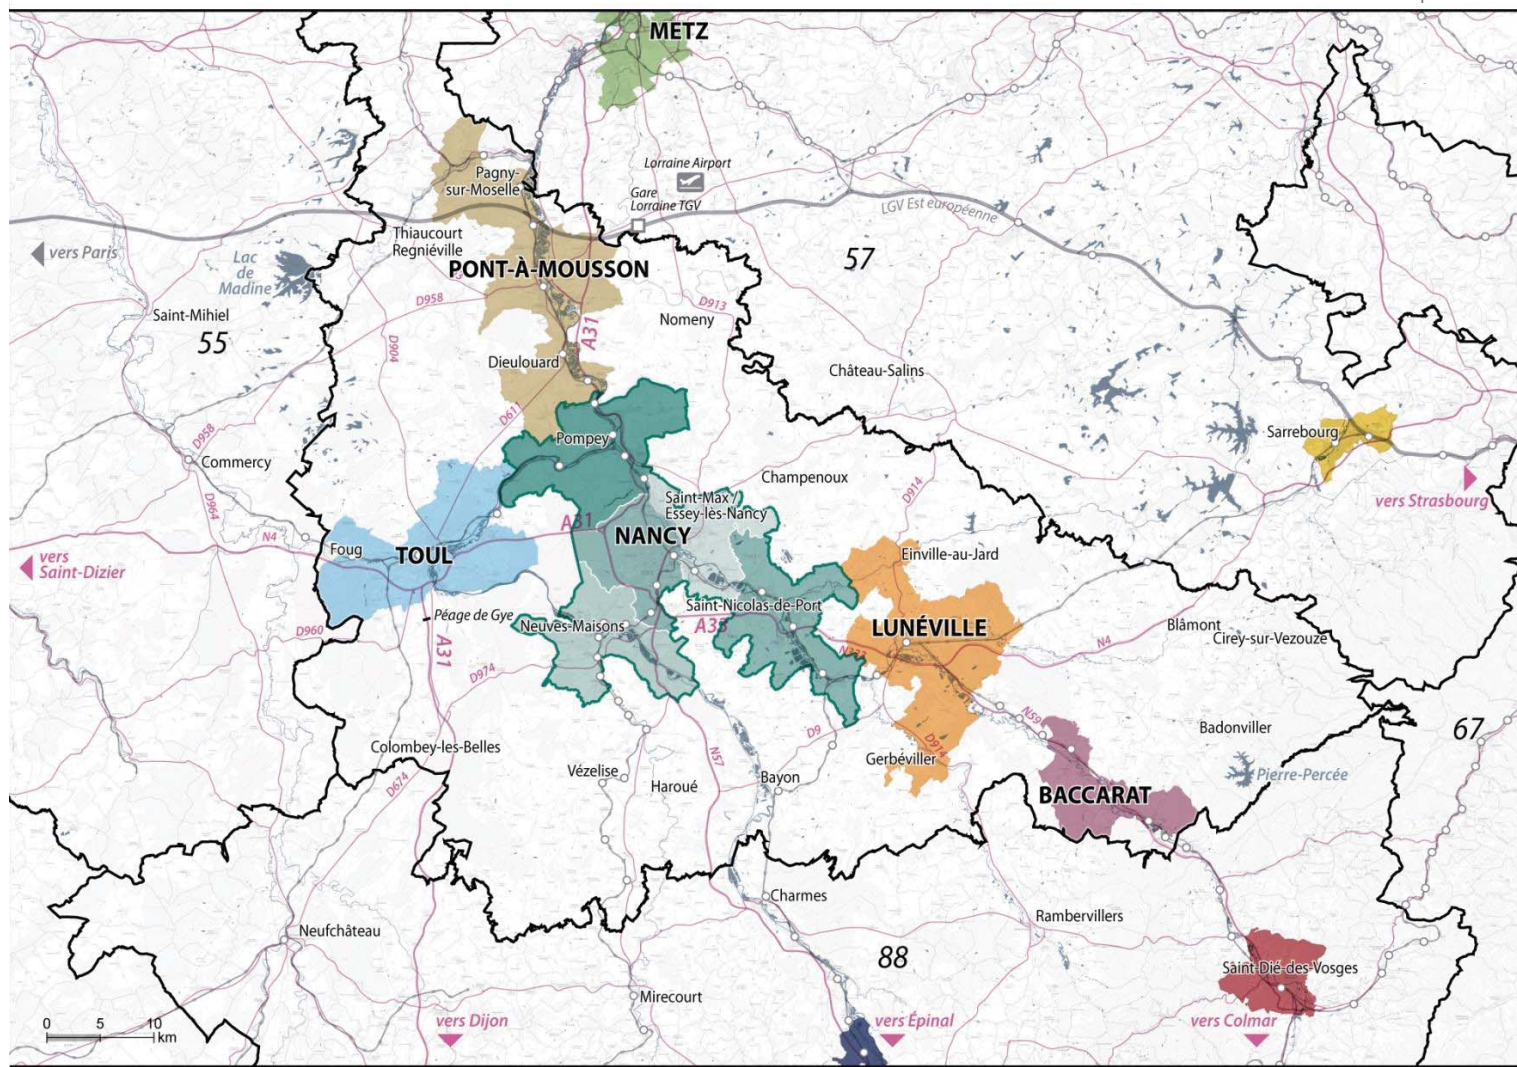 METZ
Lorraine Airport
Pagny-
sur-Moselle
Gare
Lorraine TGV
LGV Est européenne
Thiaucourt
Regniéville
vers Paris
Lac
de
Madine
57
PONT-À-MOUSSON
D958
D913
Saint-Mihiel
Nomeny
55
A31
D904
Dieulouard
Château-Salins
D61
Sarrebourg
D958
Pompey
Commercy
Champenoux
D914
vers Strasbourg
Saint-Max /
Essey-lès-Nancy
D964
A31
NANCY
N4
Foug
TOUL
Einville-au-Jard
vers
Saint-Dizier
Péage de Gye
Saint-Nicolas-de-Port
Neuves-Maisons
A33
LUNÉVILLE
Blâmont
Cirey-sur-Vezouze
D960
A31
N4
N333
D974
N59
67
Colombey-les-Belles
D9
D914
Badonviller
N57
Gerbéviller
Vézelise
Haroué
Bayon
Pierre-Percée
D674
BACCARAT
Charmes
Rambervillers
Neufchâteau
88
Saint-Dié-des-Vosges
Mirecourt
vers Dijon
vers Épinal
vers Colmar
0 5 10
km